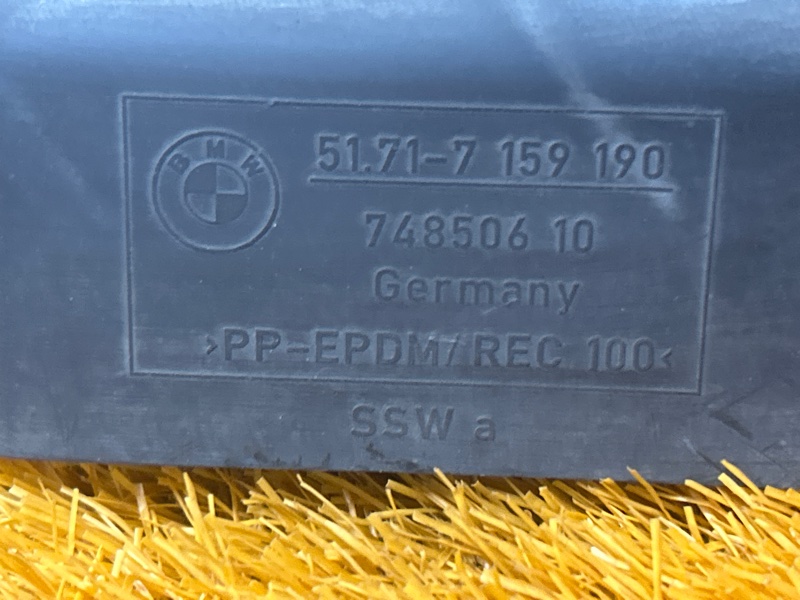 BMW
51.71-7 159 190
748506 10
Germany
>PP-EPDM/REC 100<
SSW a